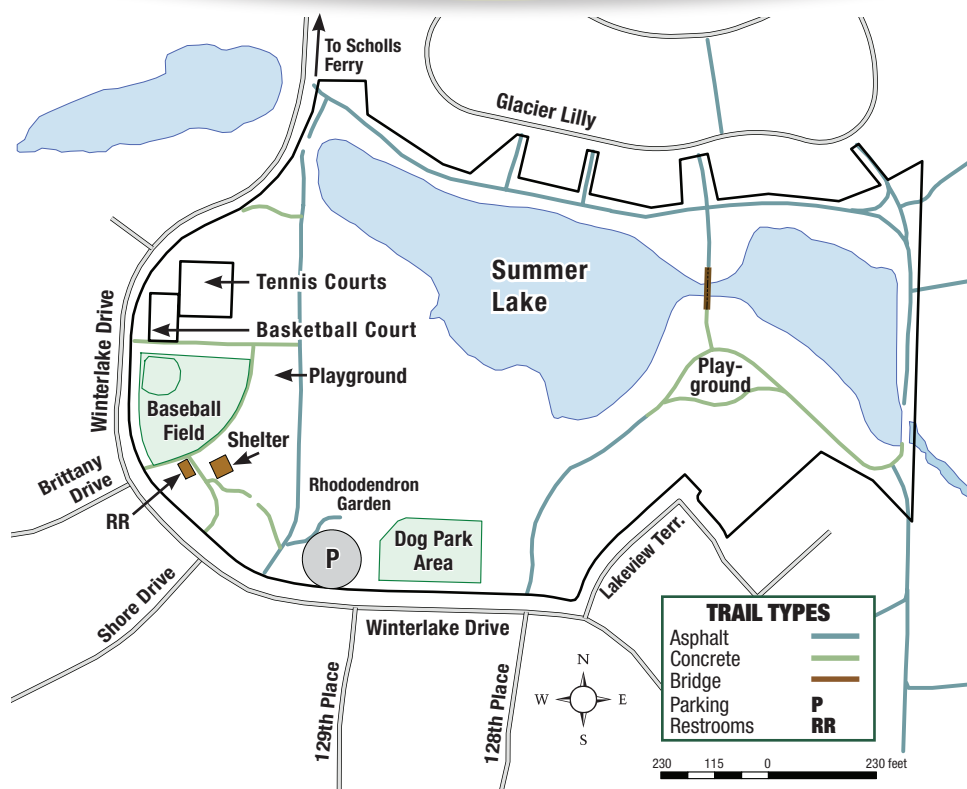 To Scholls
Ferry
Glacier Lilly
Summer
Lake
Tennis Courts
Basketball Court
Winterlake Drive
Playground
Play-
ground
Baseball
Field
Shelter
Brittany
Drive
RR
Rhododendron
Garden
P
Dog Park
Area
Lakeview Terr.
Shore Drive
Winterlake Drive
129th Place
128th Place
N
W
E
S
TRAIL TYPES
Asphalt
Concrete
Bridge
Parking P
Restrooms RR
230 115 0 230 feet